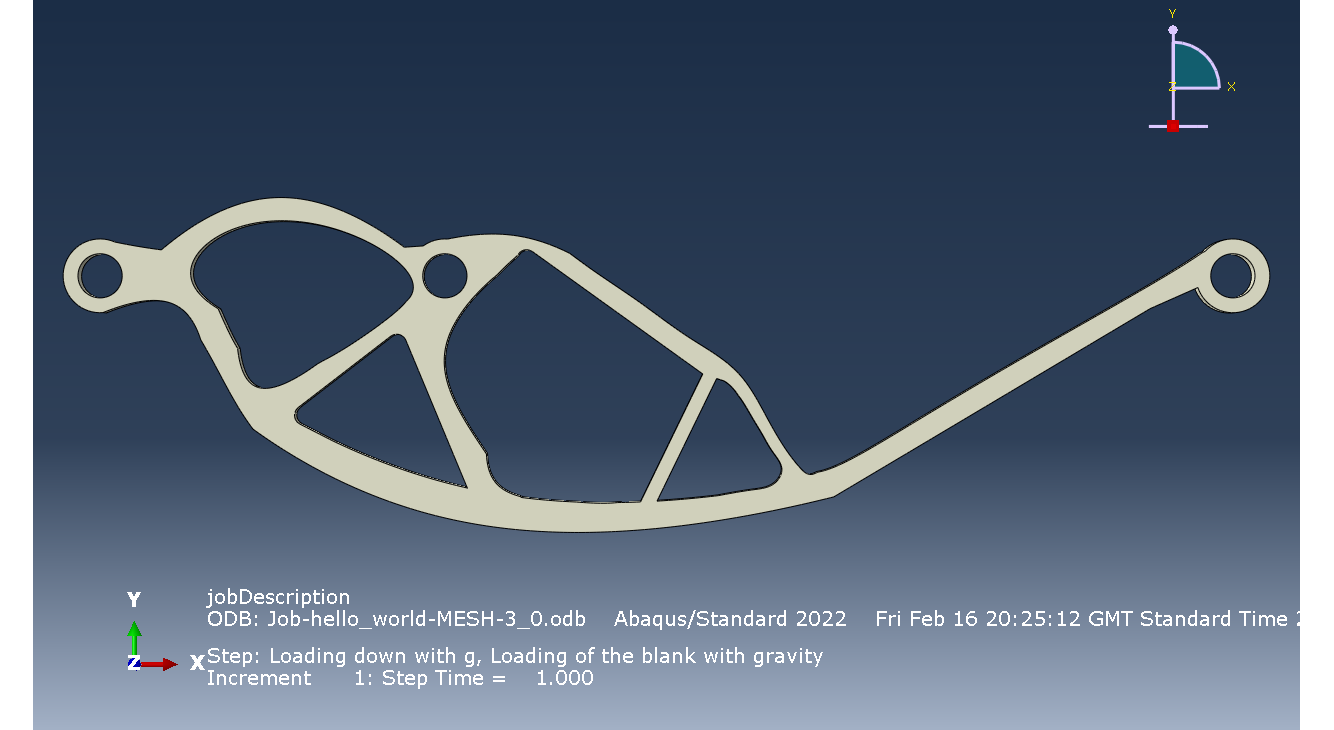 Y
Z X
jobDescription
Y
ODB: Job-hello_world-MESH-3_0.odb Abaqus/Standard 2022 Fri Feb 16 20:25:12 GMT Standard Time
Z X
Step: Loading down with g, Loading of the blank with gravity
Increment 1: Step Time = 1.000